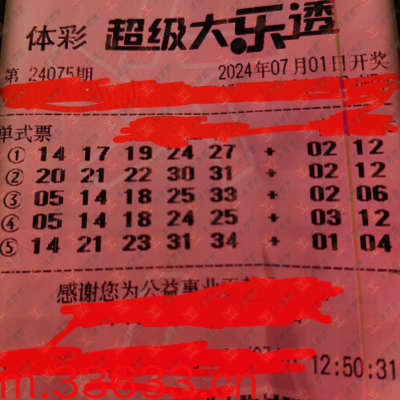 体彩 超级大乐透
第 24075期 2024年07月01日开奖
单式票
① 14 17 19 24 27 + 02 12
② 20 21 22 30 31 + 02 12
③ 05 14 18 25 33 + 02 06
④ 05 14 18 24 25 + 03 12
⑤ 14 21 23 31 34 + 01 04
感谢您为公益事业
12:50:31